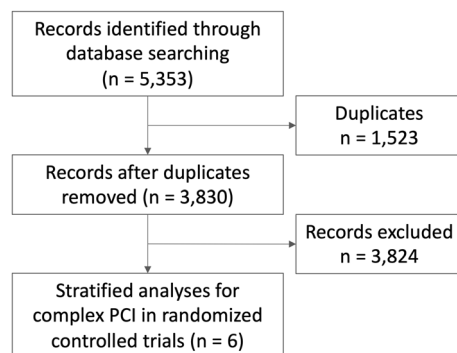 Records identified through
database searching
(n = 5,353)
Duplicates
n = 1,523
Records after duplicates
removed (n = 3,830)
Records excluded
n = 3,824
Stratified analyses for
complex PCI in randomized
controlled trials (n = 6)